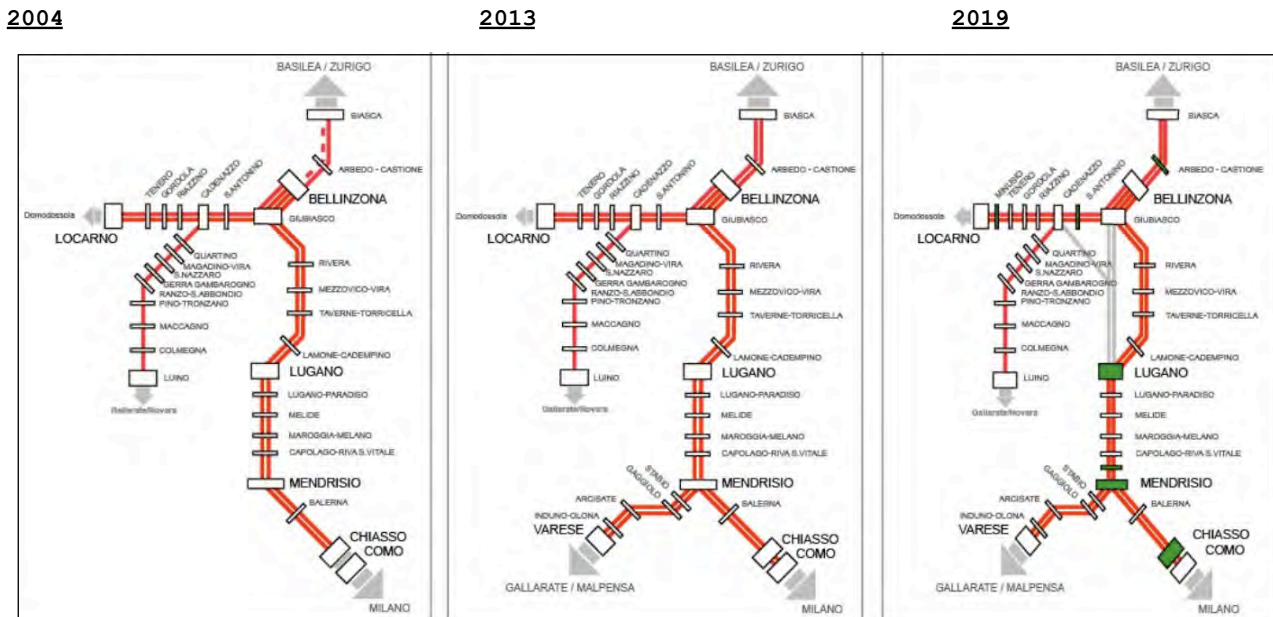 2004
2013
2019
BASILEA / ZURIGO
BIASCA
ARBEDO - CASTIONE
TENERO
GORDOLA
RIAZZINO
CADENAZZO
S.ANTONINO
BELLINZONA
Domodossola
GIUBIASCO
LOCARNO
QUARTINO
MAGADINO-VIRA
S.NAZZARO
GERRA GAMBAROGNO
RANZO-S.ABBONDIO
PINO-TRONZANO
MACCAGNO
COLMEGNA
LUINO
Gallarate/Novara
RIVERA
MEZZOVICO-VIRA
TAVERNE-TORRICELLA
LAMONE-CADEMPINO
LUGANO
LUGANO-PARADISO
MELIDE
MAROGGIA-MELANO
CAPOLAGO-RIVA S.VITALE
MENDRISIO
BALERNA
CHIASSO
COMO
MILANO
BASILEA / ZURIGO
BIASCA
ARBEDO - CASTIONE
TENERO
GORDOLA
RIAZZINO
CADENAZZO
S.ANTONINO
BELLINZONA
Domodossola
GIUBIASCO
LOCARNO
QUARTINO
MAGADINO-VIRA
S.NAZZARO
GERRA GAMBAROGNO
RANZO-S.ABBONDIO
PINO-TRONZANO
MACCAGNO
COLMEGNA
LUINO
Gallarate/Novara
RIVERA
MEZZOVICO-VIRA
TAVERNE-TORRICELLA
LAMONE-CADEMPINO
LUGANO
LUGANO-PARADISO
MELIDE
MAROGGIA-MELANO
CAPOLAGO-RIVA S.VITALE
MENDRISIO
STABIO
GAGGIOLO
ARCISATE
INDUNO-OLONA
VARESE
GALLARATE / MALPENSA
BALERNA
CHIASSO
COMO
MILANO
BASILEA / ZURIGO
BIASCA
ARBEDO - CASTIONE
MINUSIO
TENERO
GORDOLA
RIAZZINO
CADENAZZO
S.ANTONINO
BELLINZONA
Domodossola
GIUBIASCO
LOCARNO
QUARTINO
MAGADINO-VIRA
S.NAZZARO
GERRA GAMBAROGNO
RANZO-S.ABBONDIO
PINO-TRONZANO
MACCAGNO
COLMEGNA
LUINO
Gallarate/Novara
RIVERA
MEZZOVICO-VIRA
TAVERNE-TORRICELLA
LAMONE-CADEMPINO
LUGANO
LUGANO-PARADISO
MELIDE
MAROGGIA-MELANO
CAPOLAGO-RIVA S.VITALE
MENDRISIO
STABIO
GAGGIOLO
ARCISATE
INDUNO-OLONA
VARESE
GALLARATE / MALPENSA
BALERNA
CHIASSO
COMO
MILANO